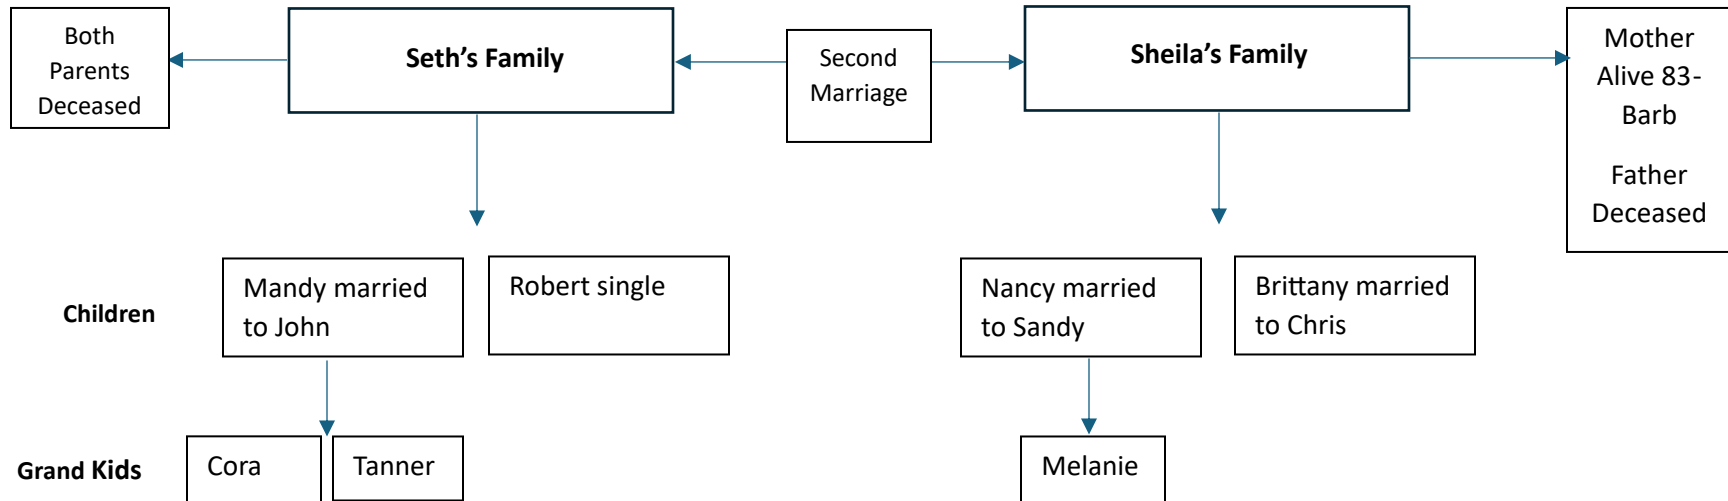 Both
Parents
Deceased
Seth's Family
Second
Marriage
Sheila's Family
Mother
Alive 83-
Barb
Father
Deceased
Children
Mandy married
to John
Robert single
Nancy married
to Sandy
Brittany married
to Chris
Grand Kids
Cora
Tanner
Melanie